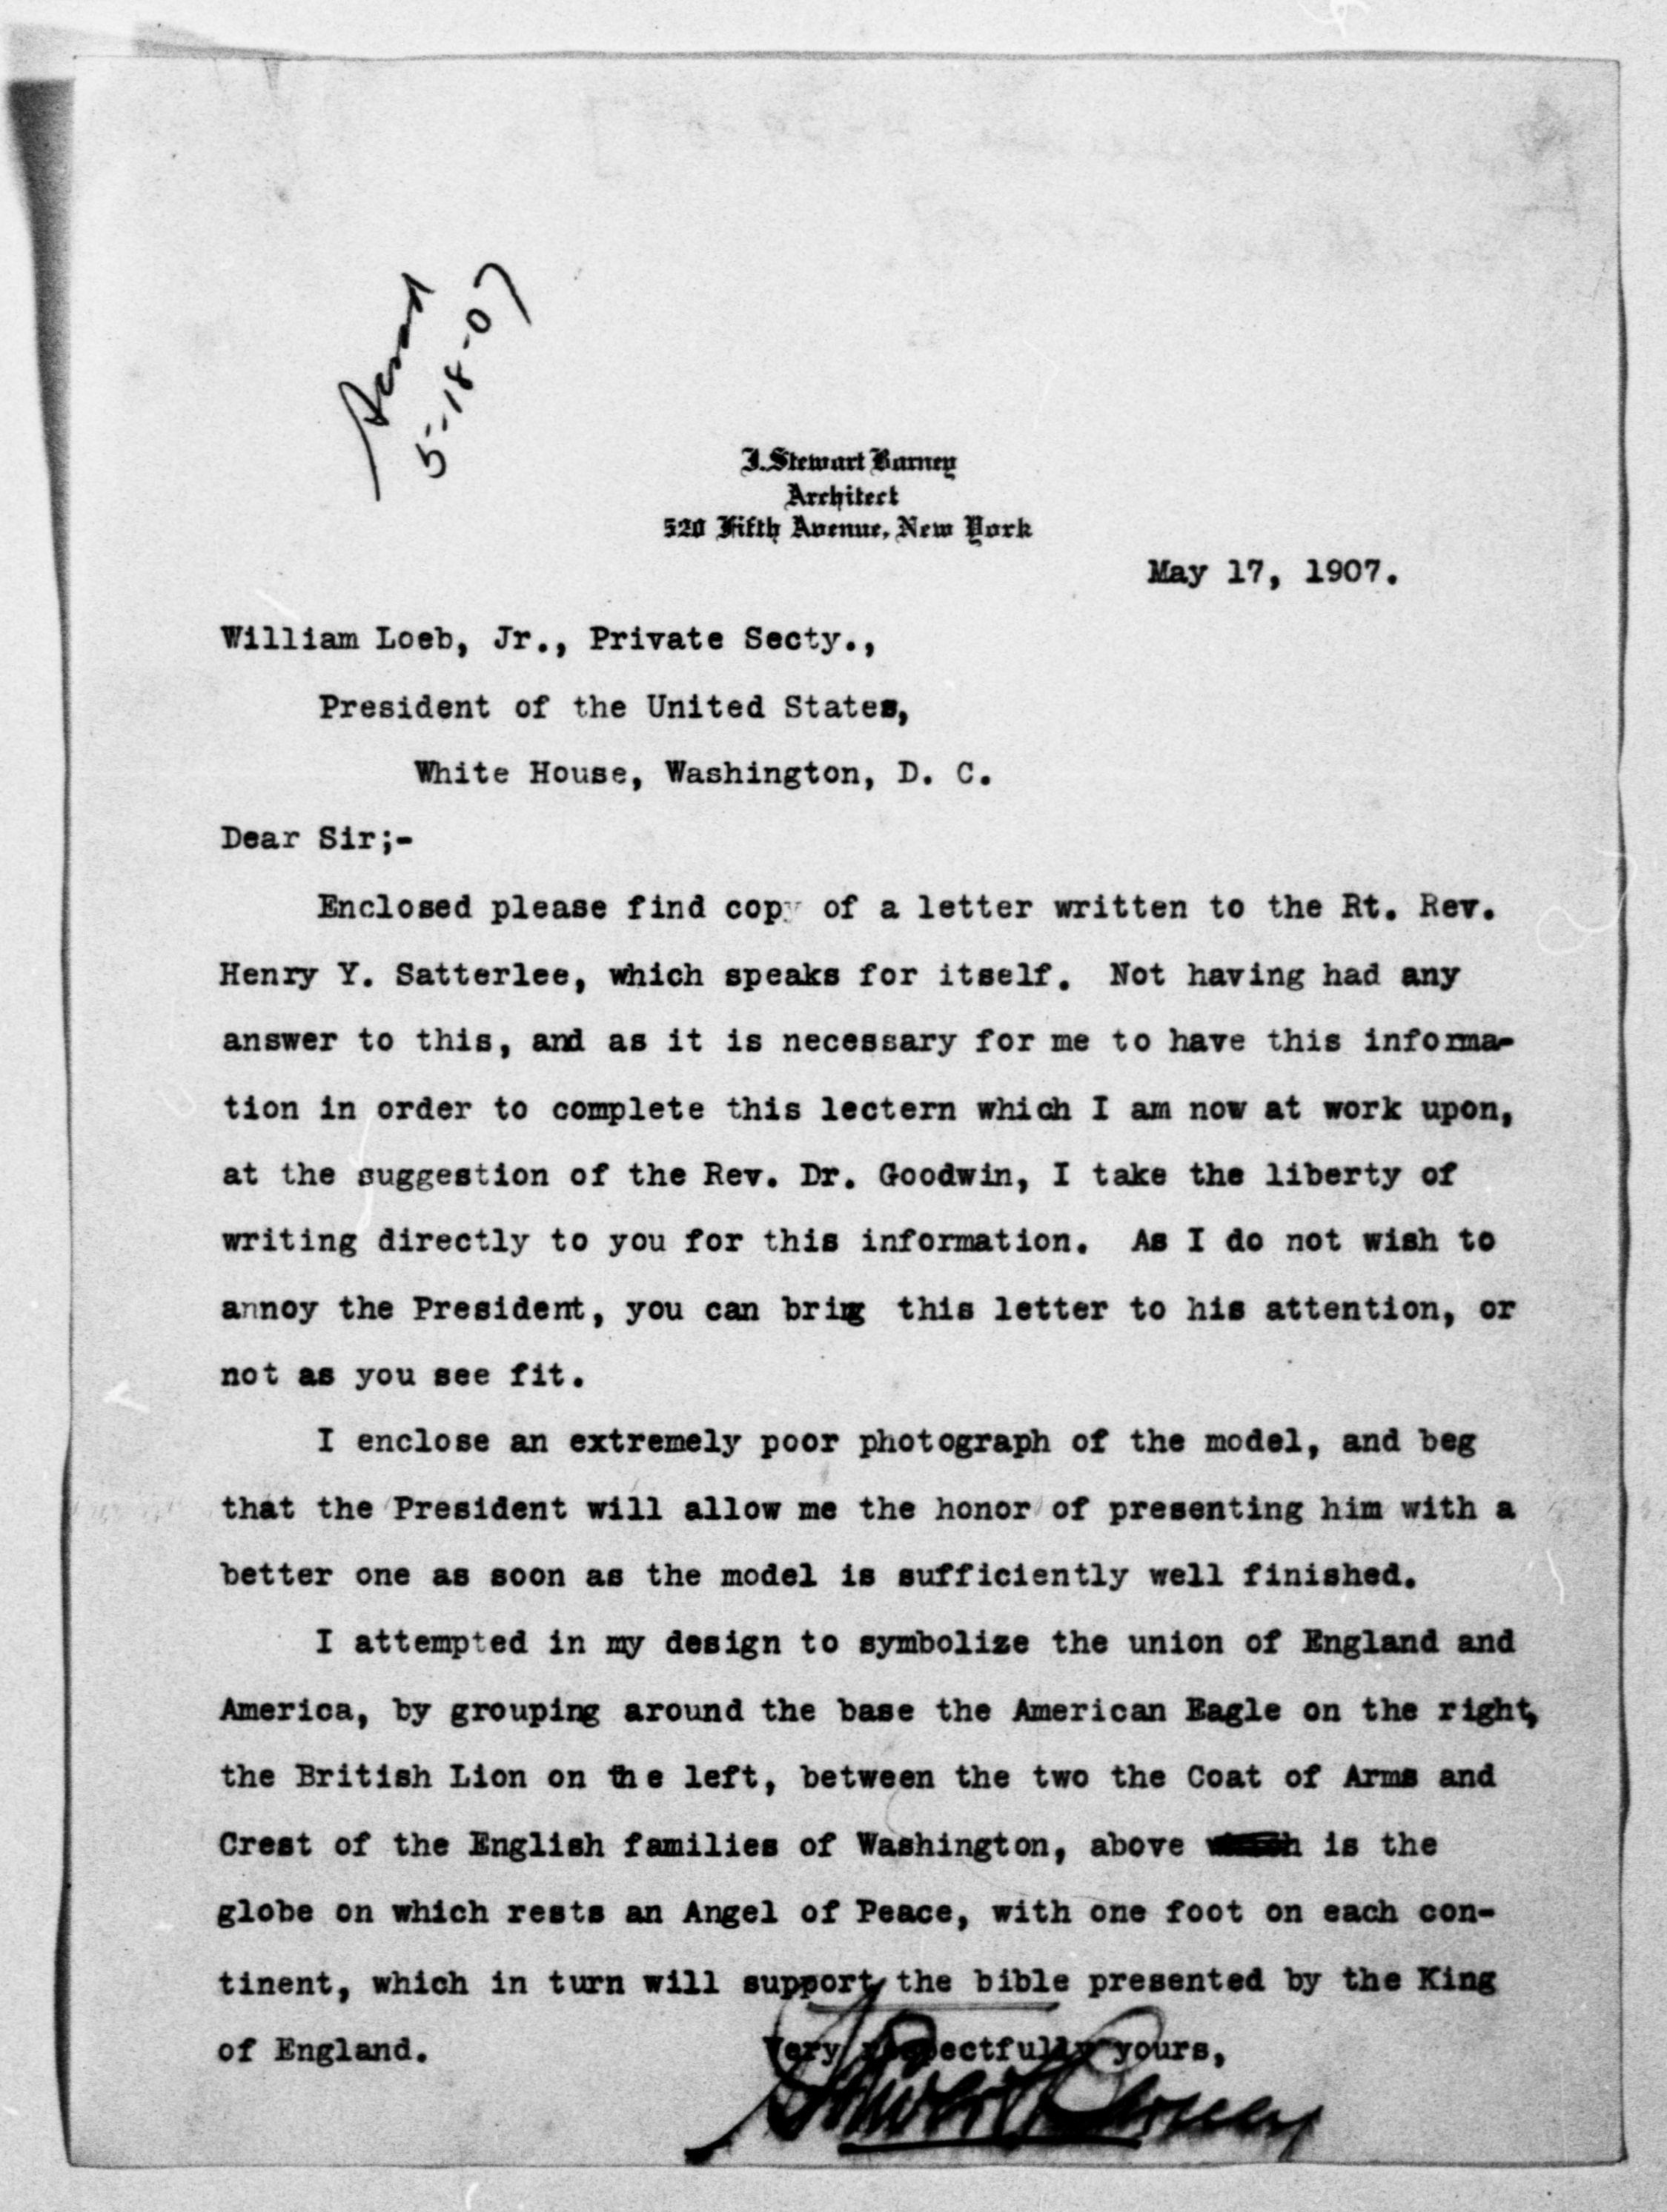 5-18-07
J. Stewart Barney
Architect
520 Fifth Avenue, New York
May 17, 1907.
William Loeb, Jr., Private Secty.,
President of the United States,
White House, Washington, D. C.
Dear Sir;-
Enclosed please find copy of a letter written to the Rt. Rev.
Henry Y. Satterlee, which speaks for itself. Not having had any
answer to this, and as it is necessary for me to have this informa-
tion in order to complete this lectern which I am now at work upon,
at the suggestion of the Rev. Dr. Goodwin, I take the liberty of
writing directly to you for this information. As I do not wish to
annoy the President, you can bring this letter to his attention, or
not as you see fit.
I enclose an extremely poor photograph of the model, and beg
that the President will allow me the honor of presenting him with a
better one as soon as the model is sufficiently well finished.
I attempted in my design to symbolize the union of England and
America, by grouping around the base the American Eagle on the right,
the British Lion on the left, between the two the Coat of Arms and
Crest of the English families of Washington, above is the
globe on which rests an Angel of Peace, with one foot on each con-
tinent, which in turn will support the bible presented by the King
of England. Very respectfully yours,
J Stewart Barney